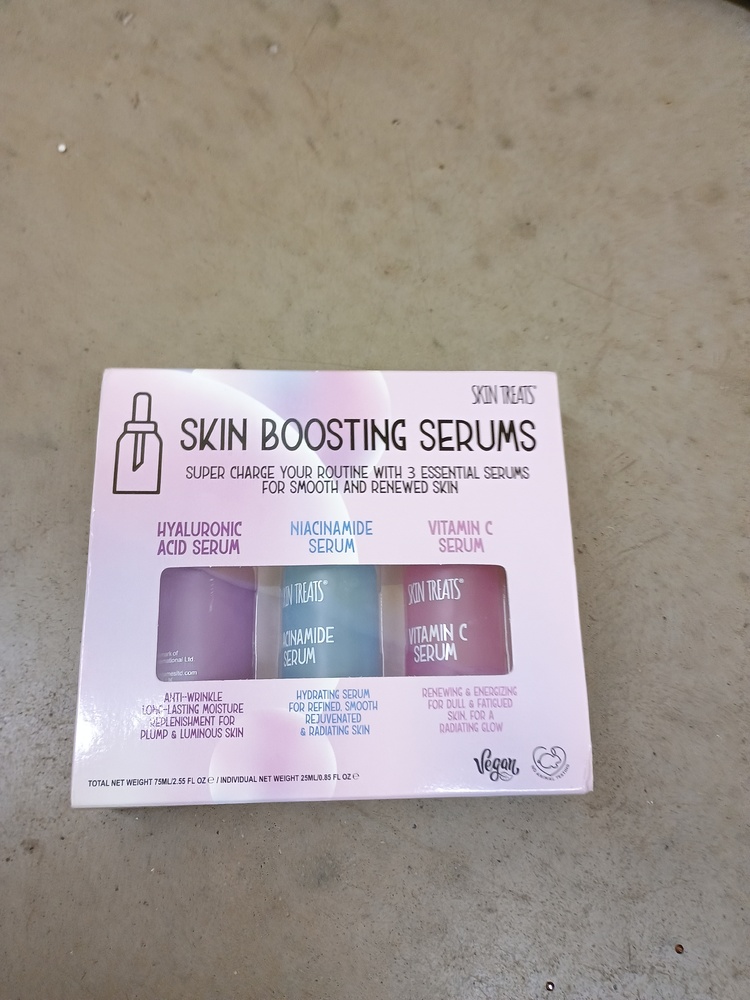 SKIN TREATS®
SKIN BOOSTING SERUMS
SUPER CHARGE YOUR ROUTINE WITH 3 ESSENTIAL SERUMS
FOR SMOOTH AND RENEWED SKIN
HYALURONIC
ACID SERUM
NIACINAMIDE
SERUM
VITAMIN C
SERUM
KIN TREATS®
ACINAMIDE
SERUM
SKIN TREATS®
VITAMIN C
SERUM
ANTI-WRINKLE
LONG-LASTING MOISTURE
REPLENISHMENT FOR
PLUMP & LUMINOUS SKIN
HYDRATING SERUM
FOR REFINED, SMOOTH
REJUVENATED
& RADIATING SKIN
RENEWING & ENERGIZING
FOR DULL & FATIGUED
SKIN, FOR A
RADIATING GLOW
Vegan
TOTAL NET WEIGHT 75ML/2.55 FL OZ ℮ / INDIVIDUAL NET WEIGHT 25ML/0.85 FL OZ ℮